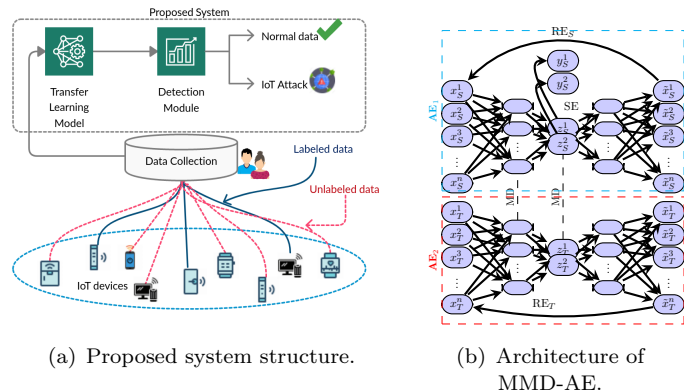 Proposed System
Normal data
IoT Attack
Transfer
Learning
Model
Detection
Module
Data Collection
Labeled data
Unlabeled data
IoT devices
(a) Proposed system structure.
RE_S
AE_1
x_S^1
x_S^2
x_S^3
...
x_S^n
y_S^1
y_S^2
SE
z_S^1
z_S^2
x̂_S^1
x̂_S^2
x̂_S^3
...
x̂_S^n
MD
MD
AE_2
x_T^1
x_T^2
x_T^3
...
x_T^n
z_T^1
z_T^2
x̂_T^1
x̂_T^2
x̂_T^3
...
x̂_T^n
RE_T
(b) Architecture of
MMD-AE.